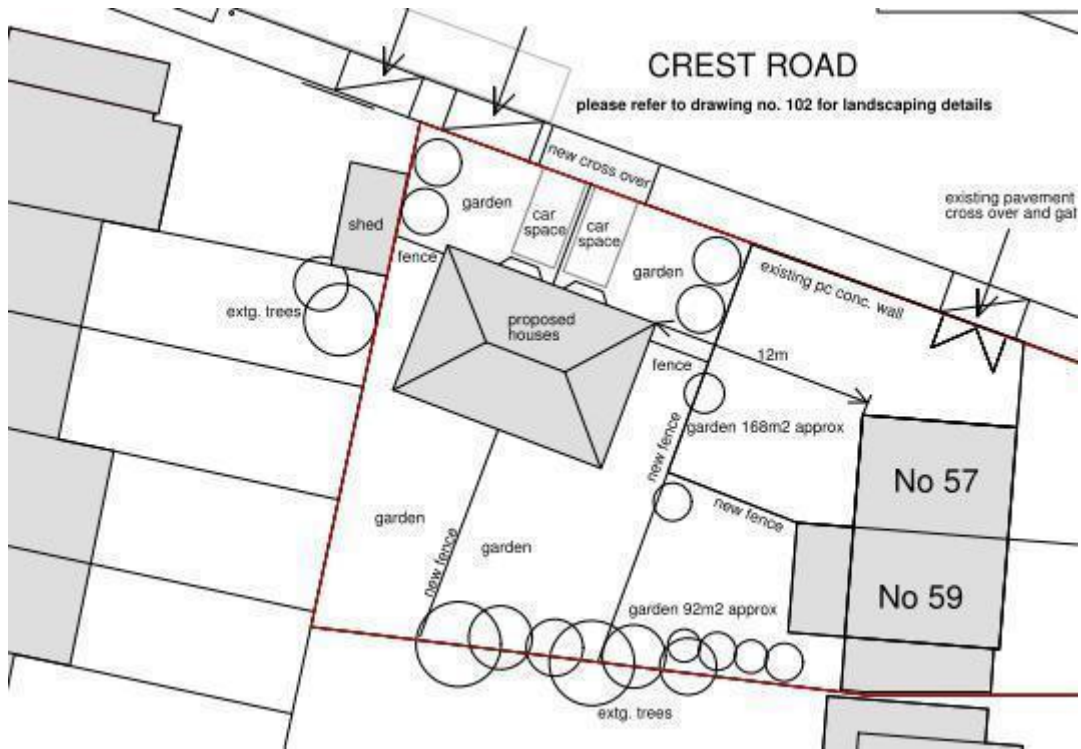 CREST ROAD
please refer to drawing no. 102 for landscaping details
new cross over
existing pavement
cross over and gat
garden
car
space
car
space
shed
fence
garden
existing pc conc. wall
extg. trees
proposed
houses
12m
fence
garden 168m2 approx
new fence
No 57
new fence
garden
garden
new fence
No 59
garden 92m2 approx
extg. trees